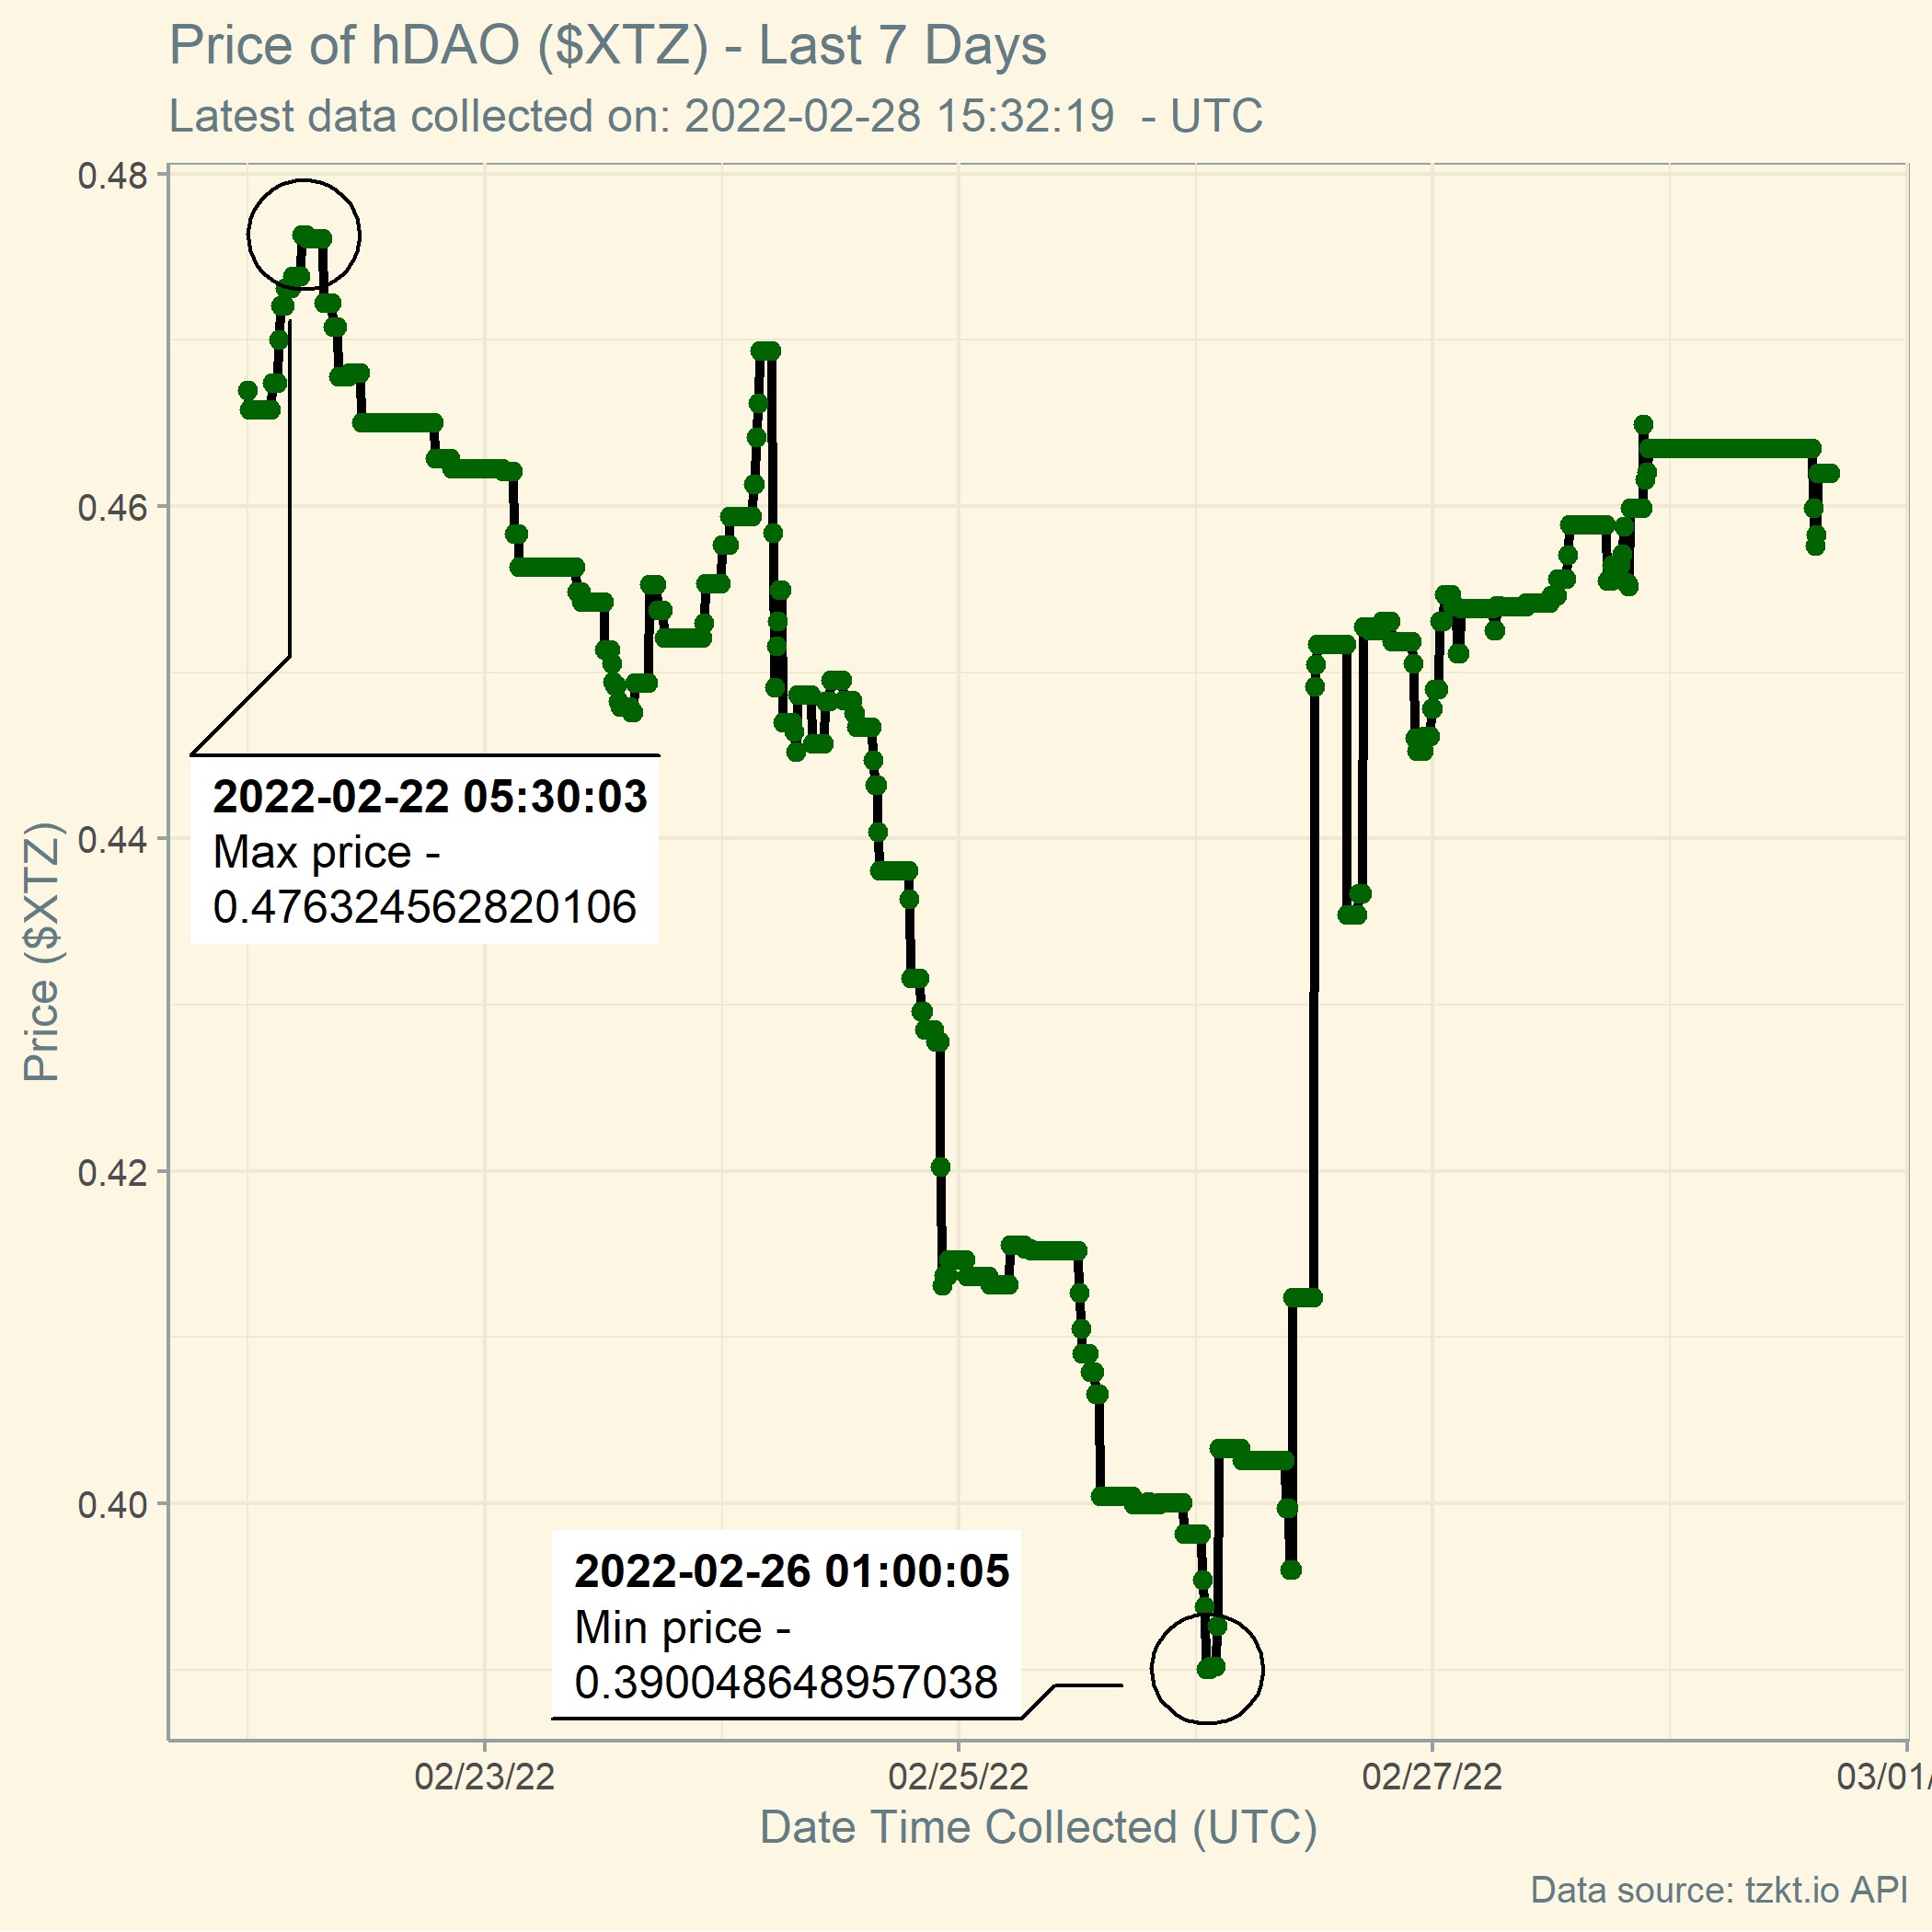 Price of hDAO ($XTZ) - Last 7 Days
Latest data collected on: 2022-02-28 15:32:19  - UTC
0.48
0.46
0.44
0.42
0.40
Price ($XTZ)
2022-02-22 05:30:03
Max price -
0.476324562820106
2022-02-26 01:00:05
Min price -
0.390048648957038
02/23/22
02/25/22
02/27/22
03/01/
Date Time Collected (UTC)
Data source: tzkt.io API